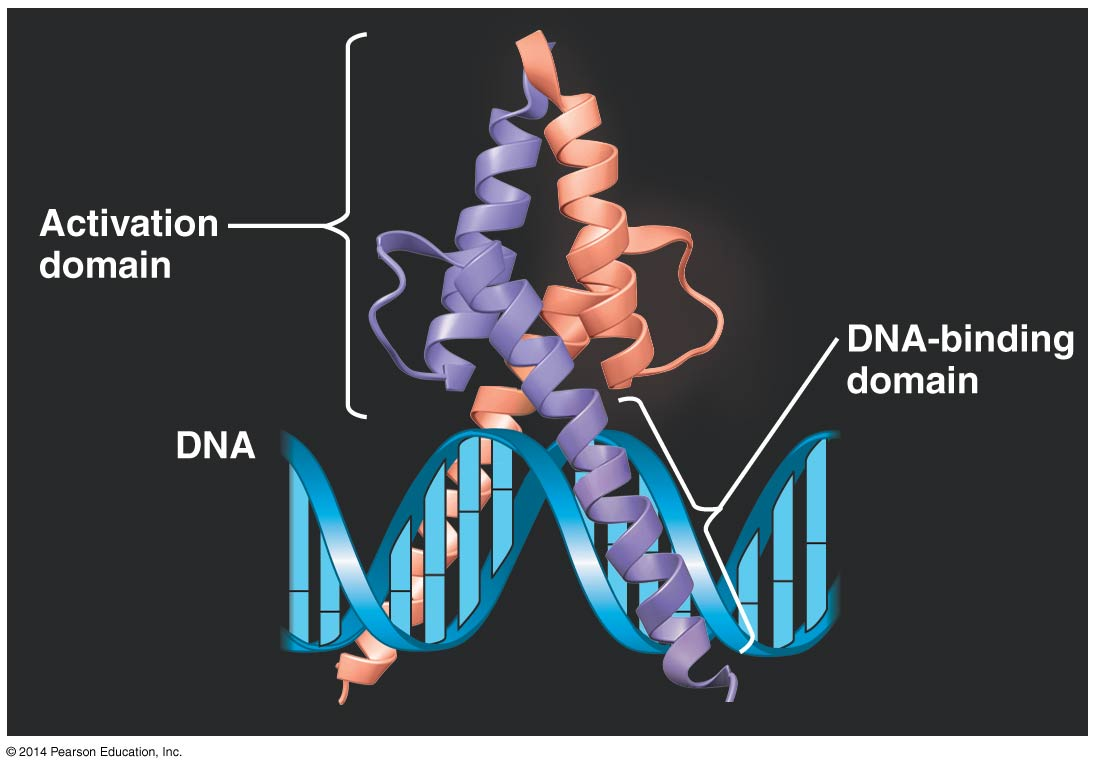 Activation
domain
DNA-binding
domain
DNA
© 2014 Pearson Education, Inc.